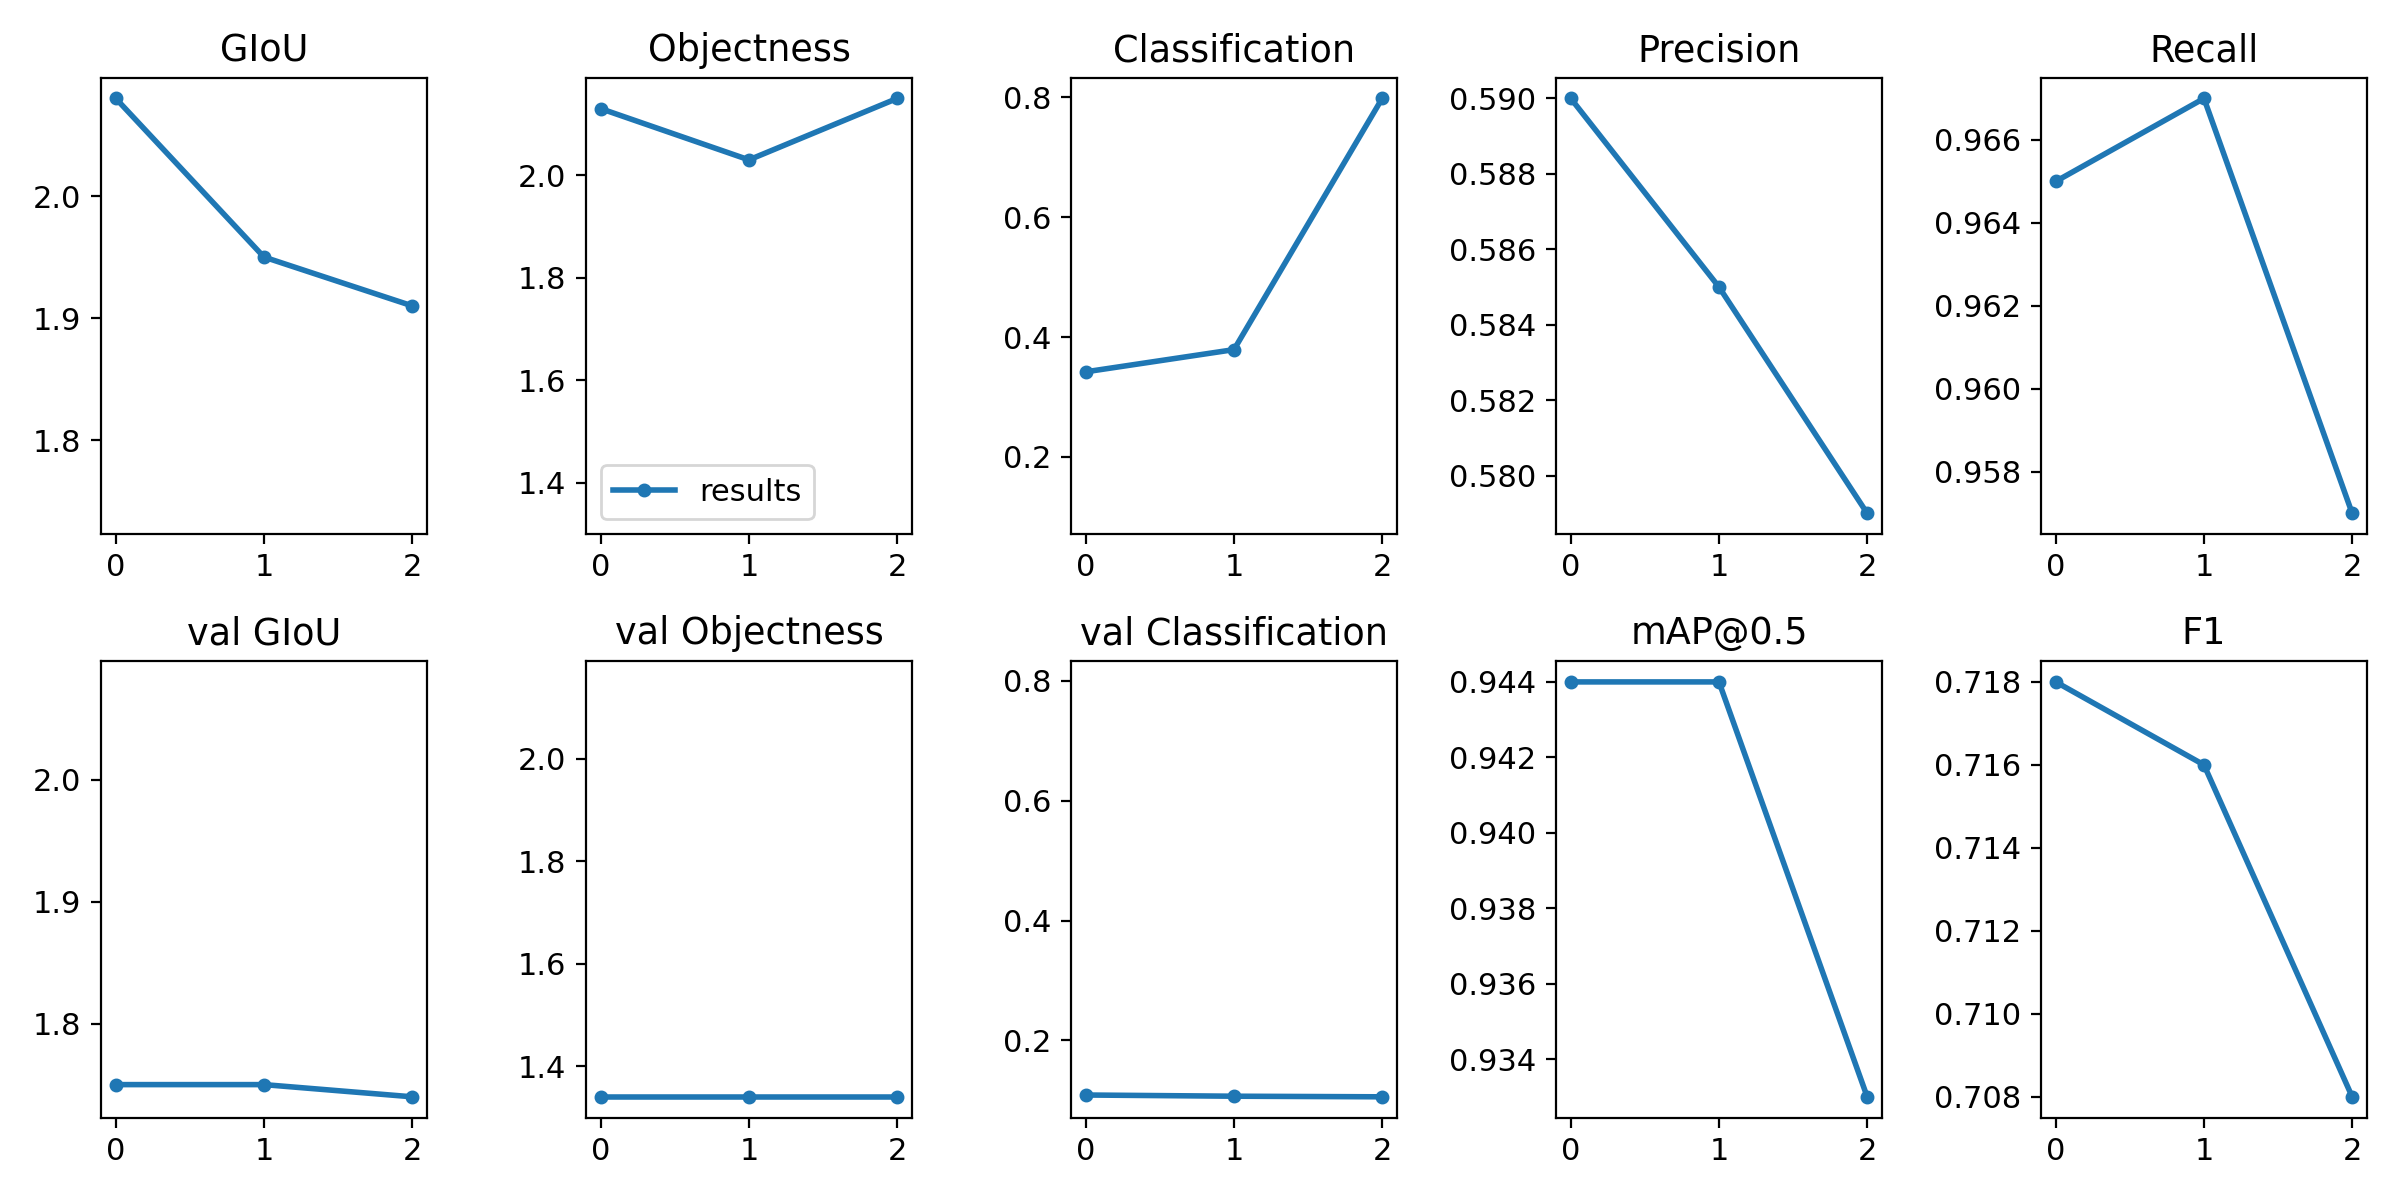 GIoU
Objectness
Classification
Precision
Recall
2.0
1.9
1.8
0 1 2
2.0
1.8
1.6
1.4
results
0 1 2
0.8
0.6
0.4
0.2
0 1 2
0.590
0.588
0.586
0.584
0.582
0.580
0 1 2
0.966
0.964
0.962
0.960
0.958
0 1 2
val GIoU
val Objectness
val Classification
mAP@0.5
F1
2.0
1.9
1.8
0 1 2
2.0
1.8
1.6
1.4
0 1 2
0.8
0.6
0.4
0.2
0 1 2
0.944
0.942
0.940
0.938
0.936
0.934
0 1 2
0.718
0.716
0.714
0.712
0.710
0.708
0 1 2